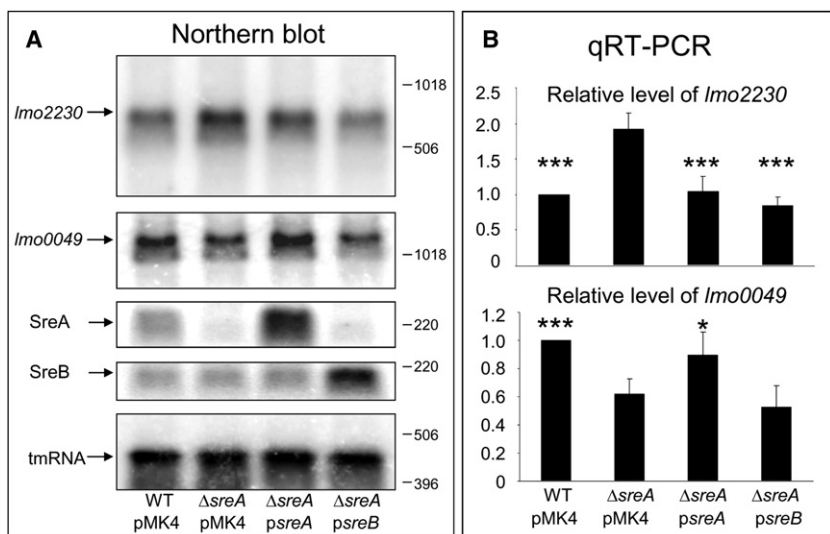 A
Northern blot
lmo2230
-1018
506
lmo0049
-1018
SreA
-220
SreB
-220
tmRNA
-506
-396
WT
pMK4
ΔsreA
pMK4
ΔsreA
psreA
ΔsreA
psreB
B
qRT-PCR
Relative level of lmo2230
2.5
2.0
1.5
1.0
0.5
0
***
***
***
Relative level of lmo0049
1.2
1.0
0.8
0.6
0.4
0.2
0
***
*
WT
pMK4
ΔsreA
pMK4
ΔsreA
psreA
ΔsreA
psreB